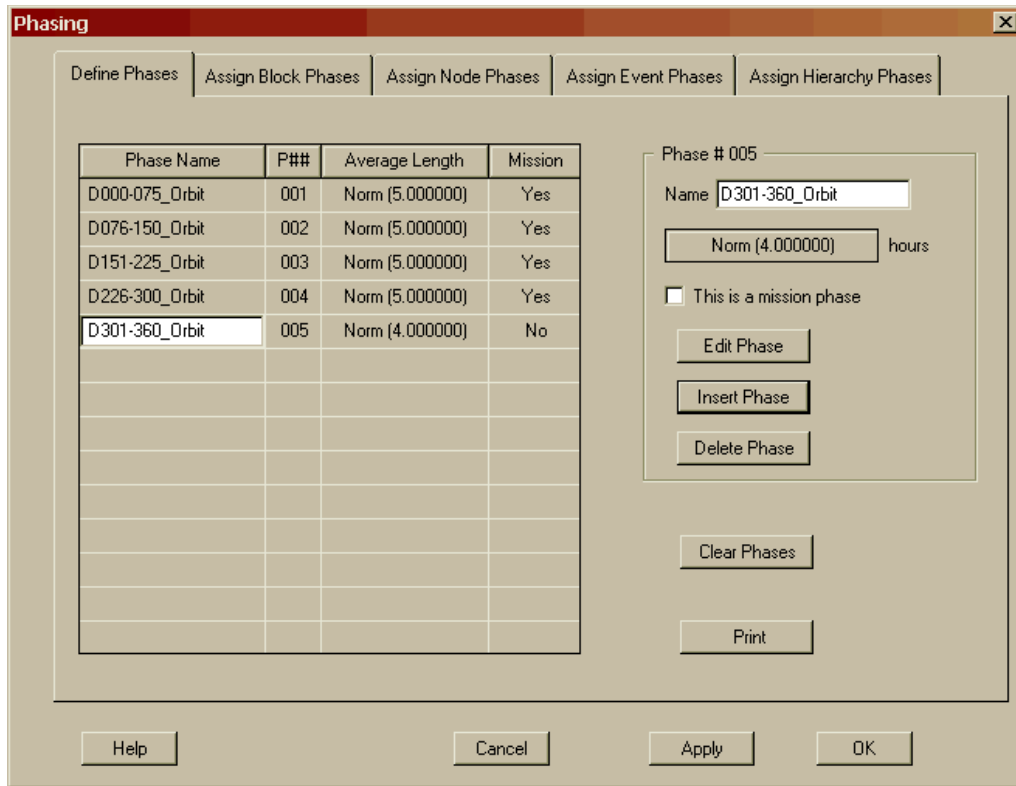 Phasing
Define Phases Assign Block Phases Assign Node Phases Assign Event Phases Assign Hierarchy Phases
Phase Name P## Average Length Mission
D000-075_Orbit 001 Norm (5.000000) Yes
D076-150_Orbit 002 Norm (5.000000) Yes
D151-225_Orbit 003 Norm (5.000000) Yes
D226-300_Orbit 004 Norm (5.000000) Yes
D301-360_Orbit 005 Norm (4.000000) No
Phase # 005
Name D301-360_Orbit
Norm (4.000000) hours
This is a mission phase
Edit Phase
Insert Phase
Delete Phase
Clear Phases
Print
Help Cancel Apply OK